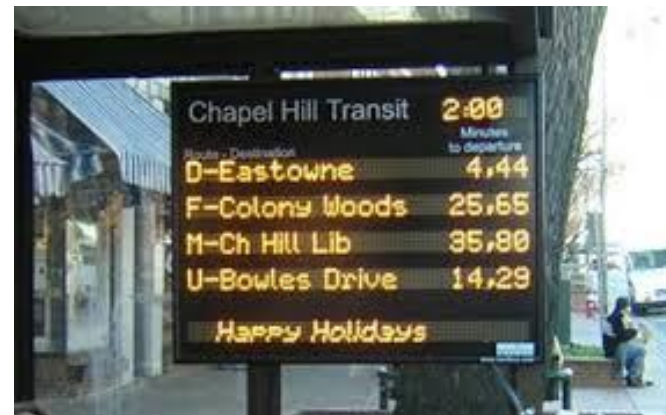 Chapel Hill Transit 2:00
Minutes
Route - Destination to departure
D-Eastowne 4,44
F-Colony Woods 25,65
M-Ch Hill Lib 35,80
U-Bowles Drive 14,29
Happy Holidays